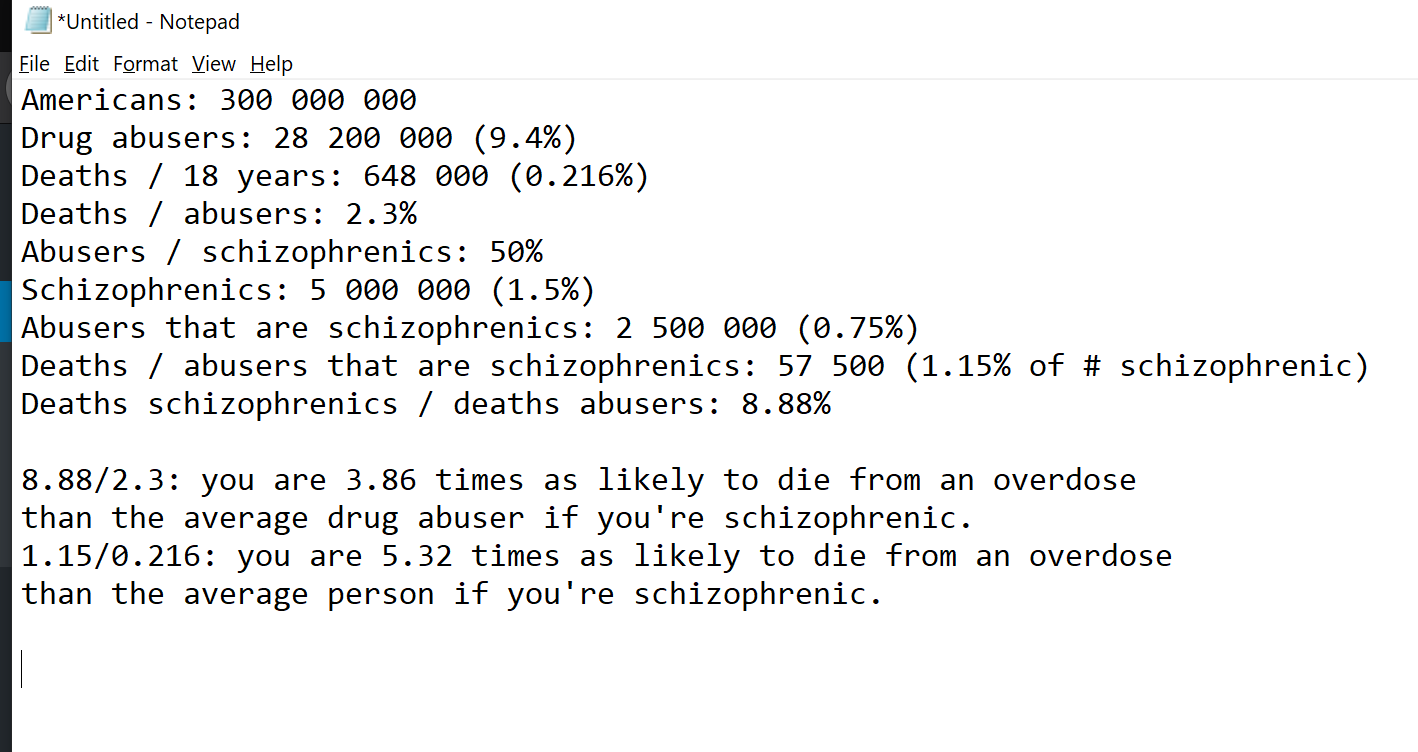 *Untitled - Notepad
File Edit Format View Help
Americans: 300 000 000
Drug abusers: 28 200 000 (9.4%)
Deaths / 18 years: 648 000 (0.216%)
Deaths / abusers: 2.3%
Abusers / schizophrenics: 50%
Schizophrenics: 5 000 000 (1.5%)
Abusers that are schizophrenics: 2 500 000 (0.75%)
Deaths / abusers that are schizophrenics: 57 500 (1.15% of # schizophrenic)
Deaths schizophrenics / deaths abusers: 8.88%
8.88/2.3: you are 3.86 times as likely to die from an overdose
than the average drug abuser if you're schizophrenic.
1.15/0.216: you are 5.32 times as likely to die from an overdose
than the average person if you're schizophrenic.